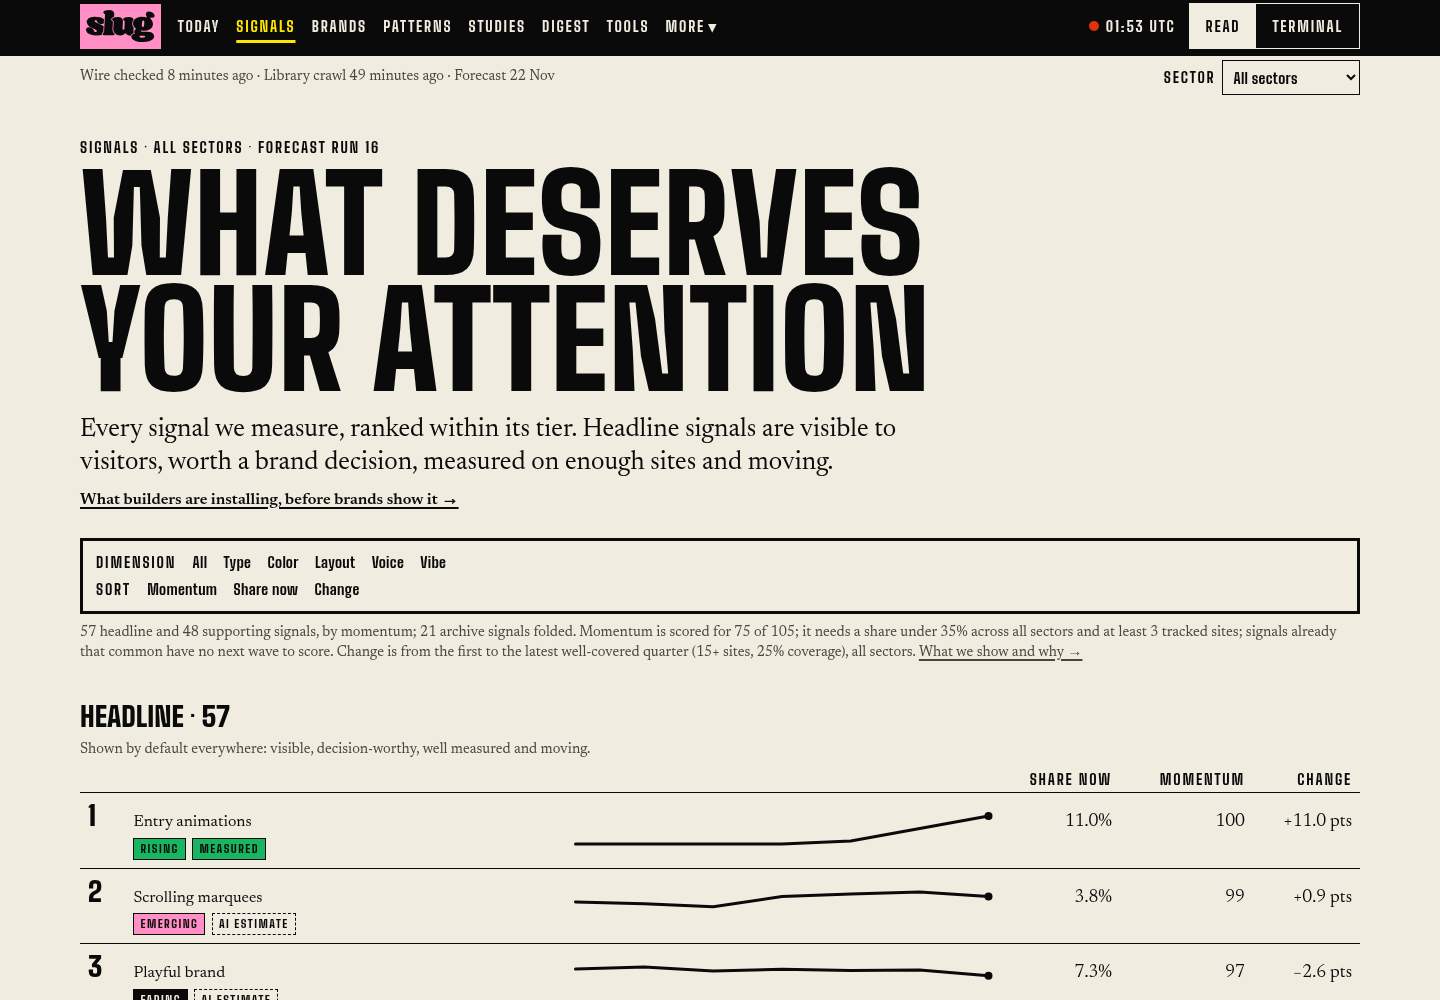 slug TODAY SIGNALS BRANDS PATTERNS STUDIES DIGEST TOOLS MORE ▾ 01:53 UTC READ TERMINAL
Wire checked 8 minutes ago · Library crawl 49 minutes ago · Forecast 22 Nov SECTOR All sectors
SIGNALS · ALL SECTORS · FORECAST RUN 16
WHAT DESERVES
YOUR ATTENTION
Every signal we measure, ranked within its tier. Headline signals are visible to
visitors, worth a brand decision, measured on enough sites and moving.
What builders are installing, before brands show it →
DIMENSION All Type Color Layout Voice Vibe
SORT Momentum Share now Change
57 headline and 48 supporting signals, by momentum; 21 archive signals folded. Momentum is scored for 75 of 105; it needs a share under 35% across all sectors and at least 3 tracked sites; signals already
that common have no next wave to score. Change is from the first to the latest well-covered quarter (15+ sites, 25% coverage), all sectors. What we show and why →
HEADLINE · 57
Shown by default everywhere: visible, decision-worthy, well measured and moving.
SHARE NOW MOMENTUM CHANGE
1 Entry animations 11.0% 100 +11.0 pts
RISING MEASURED
2 Scrolling marquees 3.8% 99 +0.9 pts
EMERGING AI ESTIMATE
3 Playful brand 7.3% 97 −2.6 pts
FADING AI ESTIMATE